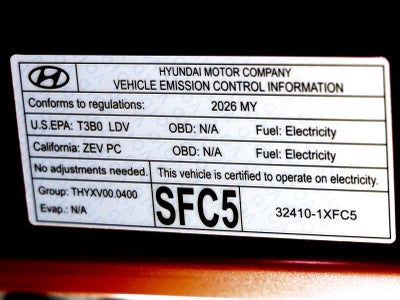 HYUNDAI MOTOR COMPANY
VEHICLE EMISSION CONTROL INFORMATION
Conforms to regulations: 2026 MY
U.S.EPA: T3B0 LDV OBD: N/A Fuel: Electricity
California: ZEV PC OBD: N/A Fuel: Electricity
No adjustments needed. This vehicle is certified to operate on electricity.
Group: THYXV00.0400
Evap.: N/A
SFC5
32410-1XFC5